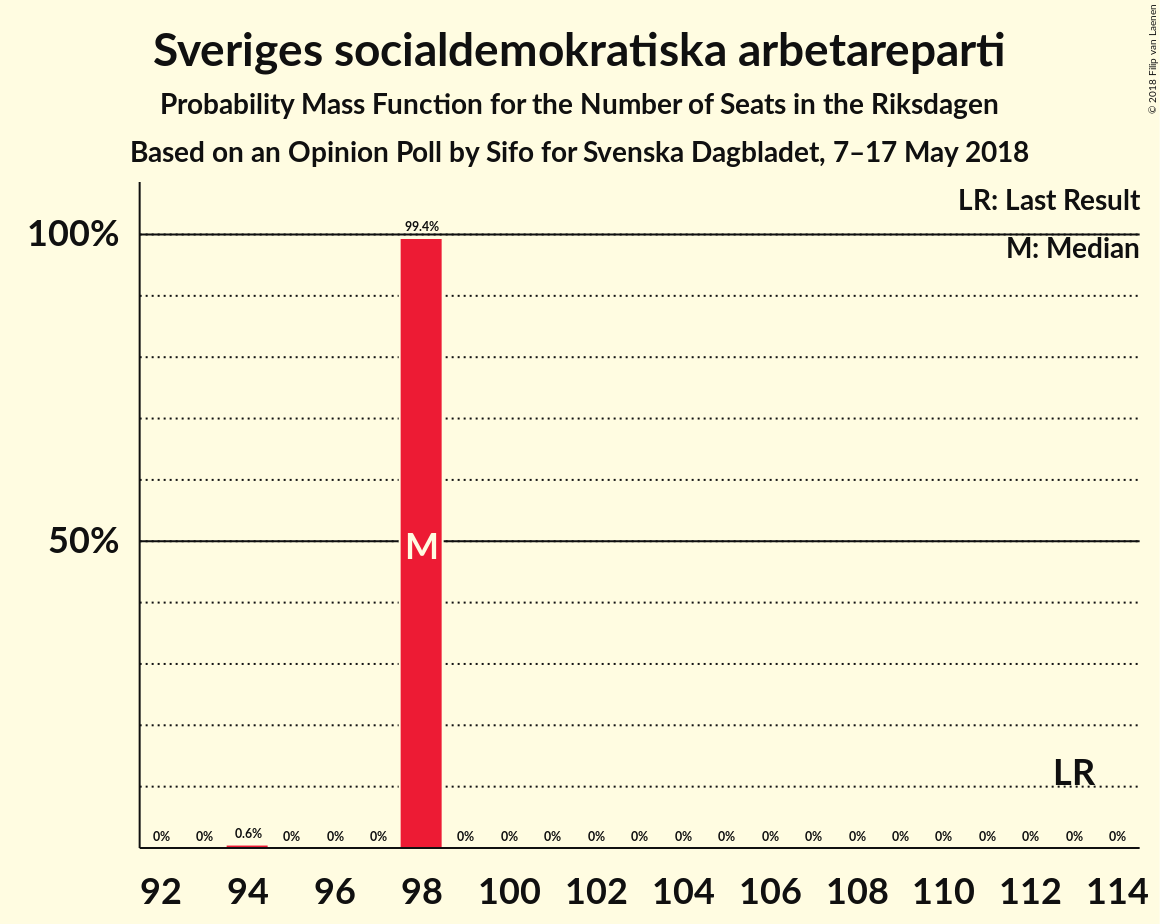 Sveriges socialdemokratiska arbetareparti
Probability Mass Function for the Number of Seats in the Riksdagen
Based on an Opinion Poll by Sifo for Svenska Dagbladet, 7–17 May 2018
© 2018 Filip van Laenen
LR: Last Result
M: Median
100%
50%
99.4%
M
LR
0% 0% 0.6% 0% 0% 0% 0% 0% 0% 0% 0% 0% 0% 0% 0% 0% 0% 0% 0% 0% 0% 0%
92 94 96 98 100 102 104 106 108 110 112 114